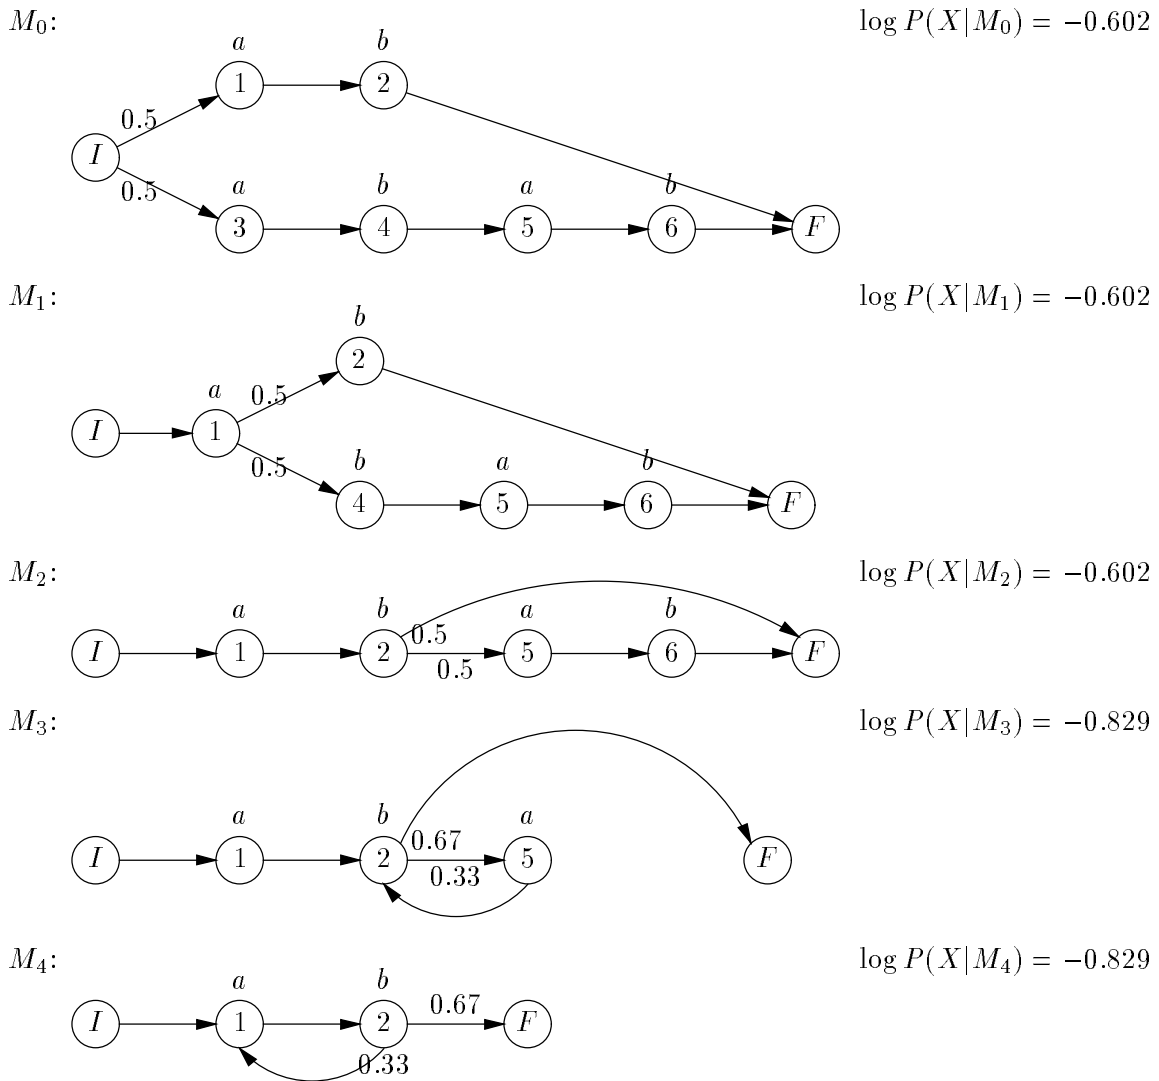 M₀: log P(X|M₀) = −0.602
a b
1 2
0.5
I
0.5
a b a b
3 4 5 6 F
M₁: log P(X|M₁) = −0.602
b
2
a 0.5
I 1
0.5 b a b
4 5 6 F
M₂: log P(X|M₂) = −0.602
a b a b
0.5
I 1 2 5 6 F
0.5
M₃: log P(X|M₃) = −0.829
a b a
0.67
I 1 2 5 F
0.33
M₄: log P(X|M₄) = −0.829
a b
0.67
I 1 2 F
0.33